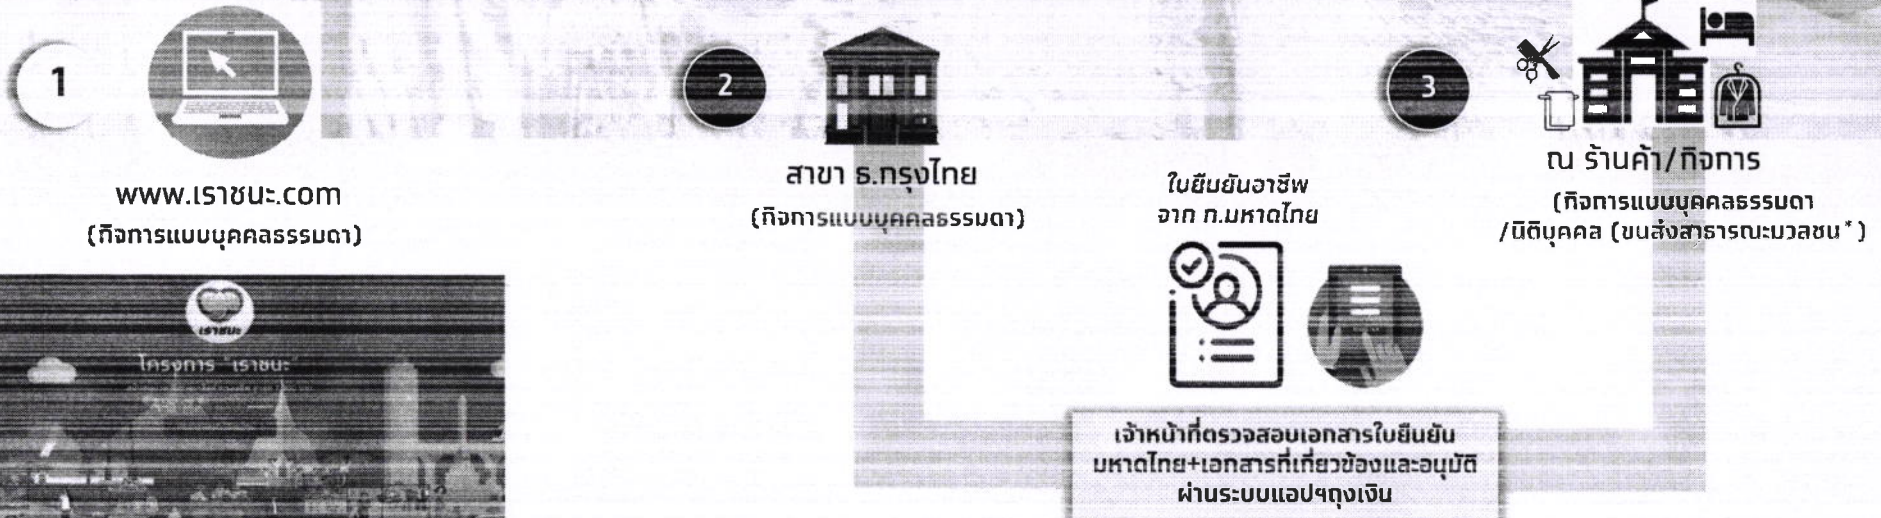 1
www.เราชนะ.com
(กิจการแบบบุคคลธรรมดา)
เราชนะ
โครงการ "เราชนะ"
2
สาขา ธ.กรุงไทย
(กิจการแบบบุคคลธรรมดา)
ใบยืนยันอาชีพ
จาก ก.มหาดไทย
เจ้าหน้าที่ตรวจสอบเอกสารใบยืนยัน
มหาดไทย+เอกสารที่เกี่ยวข้องและอนุมัติ
ผ่านระบบแอปฯถุงเงิน
3
ณ ร้านค้า/กิจการ
(กิจการแบบบุคคลธรรมดา
/นิติบุคคล (ขนส่งสาธารณะมวลชน*)